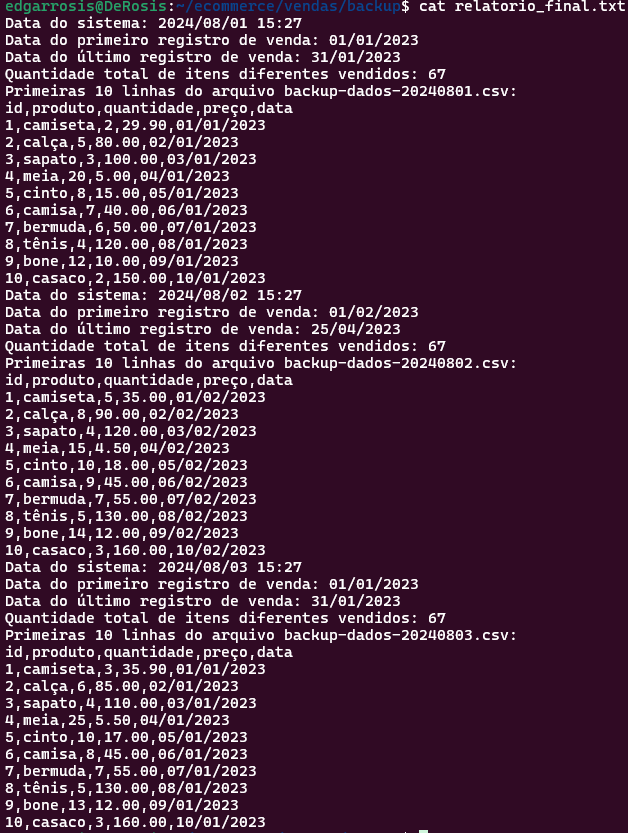 edgarrosis@DeRosis:~/ecommerce/vendas/backup$ cat relatorio_final.txt
Data do sistema: 2024/08/01 15:27
Data do primeiro registro de venda: 01/01/2023
Data do último registro de venda: 31/01/2023
Quantidade total de itens diferentes vendidos: 67
Primeiras 10 linhas do arquivo backup-dados-20240801.csv:
id,produto,quantidade,preço,data
1,camiseta,2,29.90,01/01/2023
2,calça,5,80.00,02/01/2023
3,sapato,3,100.00,03/01/2023
4,meia,20,5.00,04/01/2023
5,cinto,8,15.00,05/01/2023
6,camisa,7,40.00,06/01/2023
7,bermuda,6,50.00,07/01/2023
8,tênis,4,120.00,08/01/2023
9,bone,12,10.00,09/01/2023
10,casaco,2,150.00,10/01/2023
Data do sistema: 2024/08/02 15:27
Data do primeiro registro de venda: 01/02/2023
Data do último registro de venda: 25/04/2023
Quantidade total de itens diferentes vendidos: 67
Primeiras 10 linhas do arquivo backup-dados-20240802.csv:
id,produto,quantidade,preço,data
1,camiseta,5,35.00,01/02/2023
2,calça,8,90.00,02/02/2023
3,sapato,4,120.00,03/02/2023
4,meia,15,4.50,04/02/2023
5,cinto,10,18.00,05/02/2023
6,camisa,9,45.00,06/02/2023
7,bermuda,7,55.00,07/02/2023
8,tênis,5,130.00,08/02/2023
9,bone,14,12.00,09/02/2023
10,casaco,3,160.00,10/02/2023
Data do sistema: 2024/08/03 15:27
Data do primeiro registro de venda: 01/01/2023
Data do último registro de venda: 31/01/2023
Quantidade total de itens diferentes vendidos: 67
Primeiras 10 linhas do arquivo backup-dados-20240803.csv:
id,produto,quantidade,preço,data
1,camiseta,3,35.90,01/01/2023
2,calça,6,85.00,02/01/2023
3,sapato,4,110.00,03/01/2023
4,meia,25,5.50,04/01/2023
5,cinto,10,17.00,05/01/2023
6,camisa,8,45.00,06/01/2023
7,bermuda,7,55.00,07/01/2023
8,tênis,5,130.00,08/01/2023
9,bone,13,12.00,09/01/2023
10,casaco,3,160.00,10/01/2023